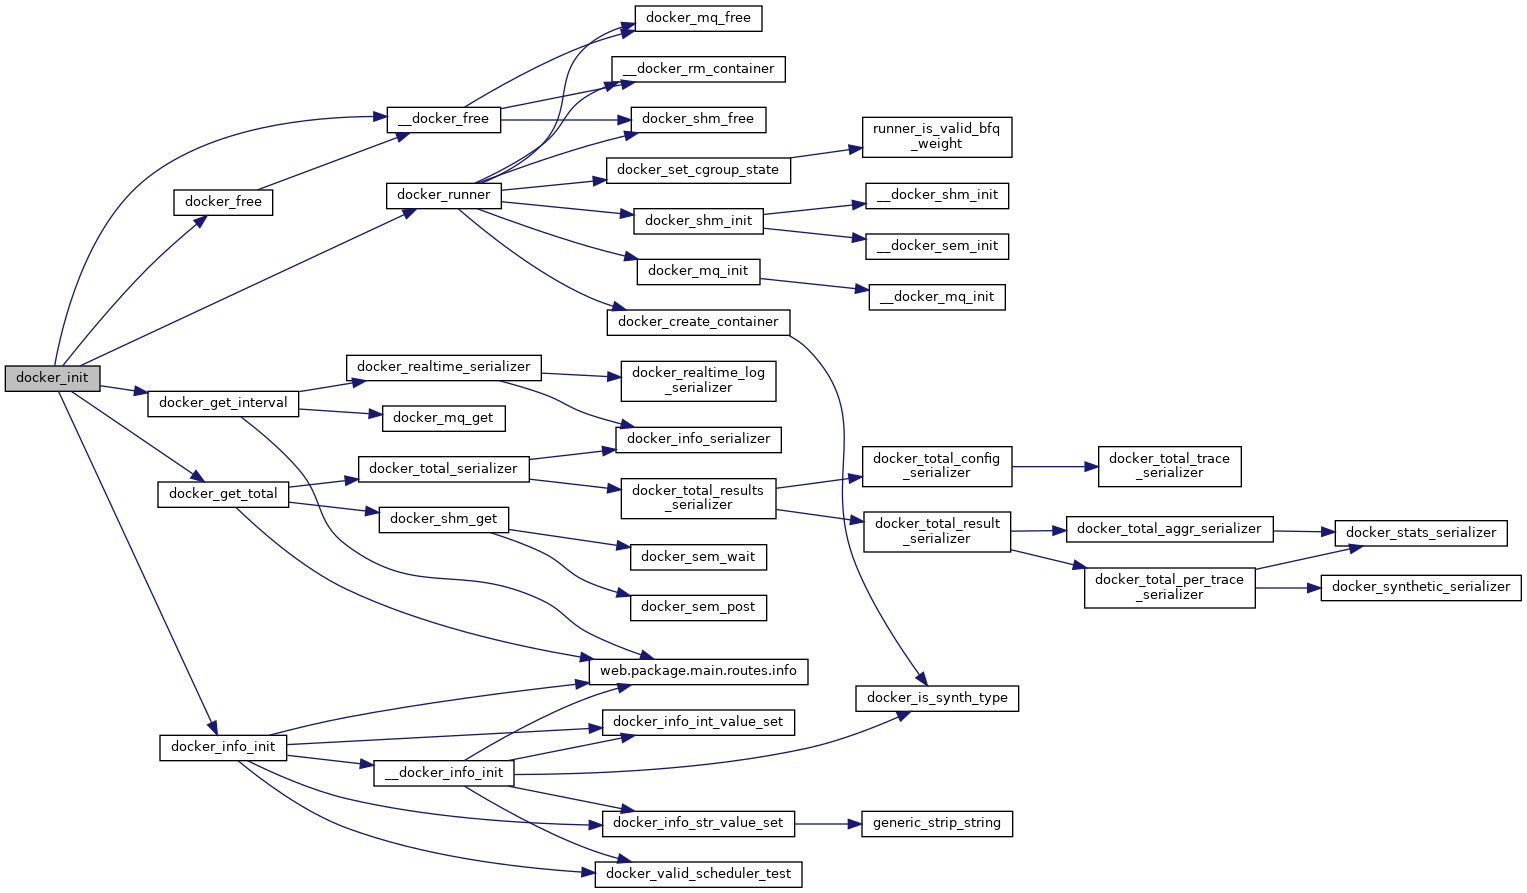 docker_init
__docker_free
docker_free
docker_runner
docker_get_interval
docker_get_total
docker_info_init
docker_mq_free
__docker_rm_container
docker_shm_free
docker_set_cgroup_state
runner_is_valid_bfq
_weight
docker_shm_init
__docker_shm_init
__docker_sem_init
docker_mq_init
__docker_mq_init
docker_create_container
docker_realtime_serializer
docker_mq_get
docker_realtime_log
_serializer
docker_info_serializer
docker_total_serializer
docker_shm_get
docker_total_results
_serializer
docker_total_config
_serializer
docker_total_trace
_serializer
docker_total_result
_serializer
docker_total_aggr_serializer
docker_total_per_trace
_serializer
docker_stats_serializer
docker_synthetic_serializer
docker_sem_wait
docker_sem_post
web.package.main.routes.info
docker_is_synth_type
docker_info_int_value_set
__docker_info_init
docker_info_str_value_set
generic_strip_string
docker_valid_scheduler_test